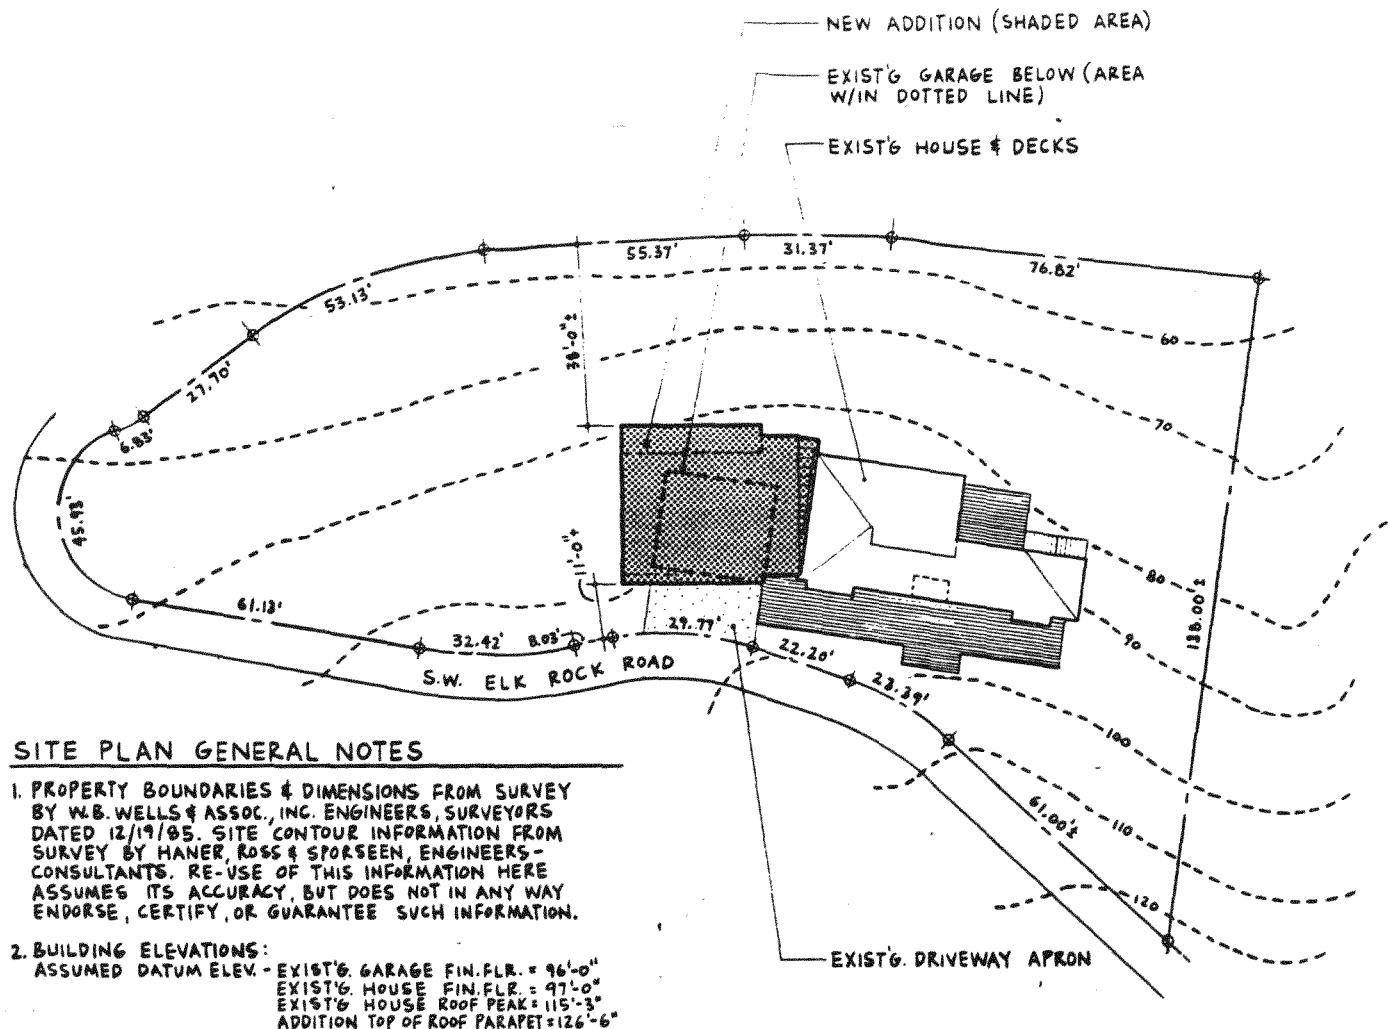 NEW ADDITION (SHADED AREA)
EXIST'G GARAGE BELOW (AREA
W/IN DOTTED LINE)
EXIST'G HOUSE & DECKS
55.37'
31.37'
76.82'
53.13'
27.70'
6.83'
45.93'
61.13'
32.42'
8.03'
29.77'
22.20'
23.39'
61.00'±
138.00'±
38'-0"±
11'-0"±
60
70
80
90
100
110
120
S.W. ELK ROCK ROAD
EXIST'G. DRIVEWAY APRON
SITE PLAN GENERAL NOTES
1. PROPERTY BOUNDARIES & DIMENSIONS FROM SURVEY
BY W.B. WELLS & ASSOC., INC. ENGINEERS, SURVEYORS
DATED 12/19/85. SITE CONTOUR INFORMATION FROM
SURVEY BY HANER, ROSS & SPORSEEN, ENGINEERS-
CONSULTANTS. RE-USE OF THIS INFORMATION HERE
ASSUMES ITS ACCURACY, BUT DOES NOT IN ANY WAY
ENDORSE, CERTIFY, OR GUARANTEE SUCH INFORMATION.
2. BUILDING ELEVATIONS:
ASSUMED DATUM ELEV. - EXIST'G. GARAGE FIN. FLR. = 96'-0"
EXIST'G HOUSE FIN. FLR. = 97'-0"
EXIST'G HOUSE ROOF PEAK = 115'-3"
ADDITION TOP OF ROOF PARAPET = 126'-6"